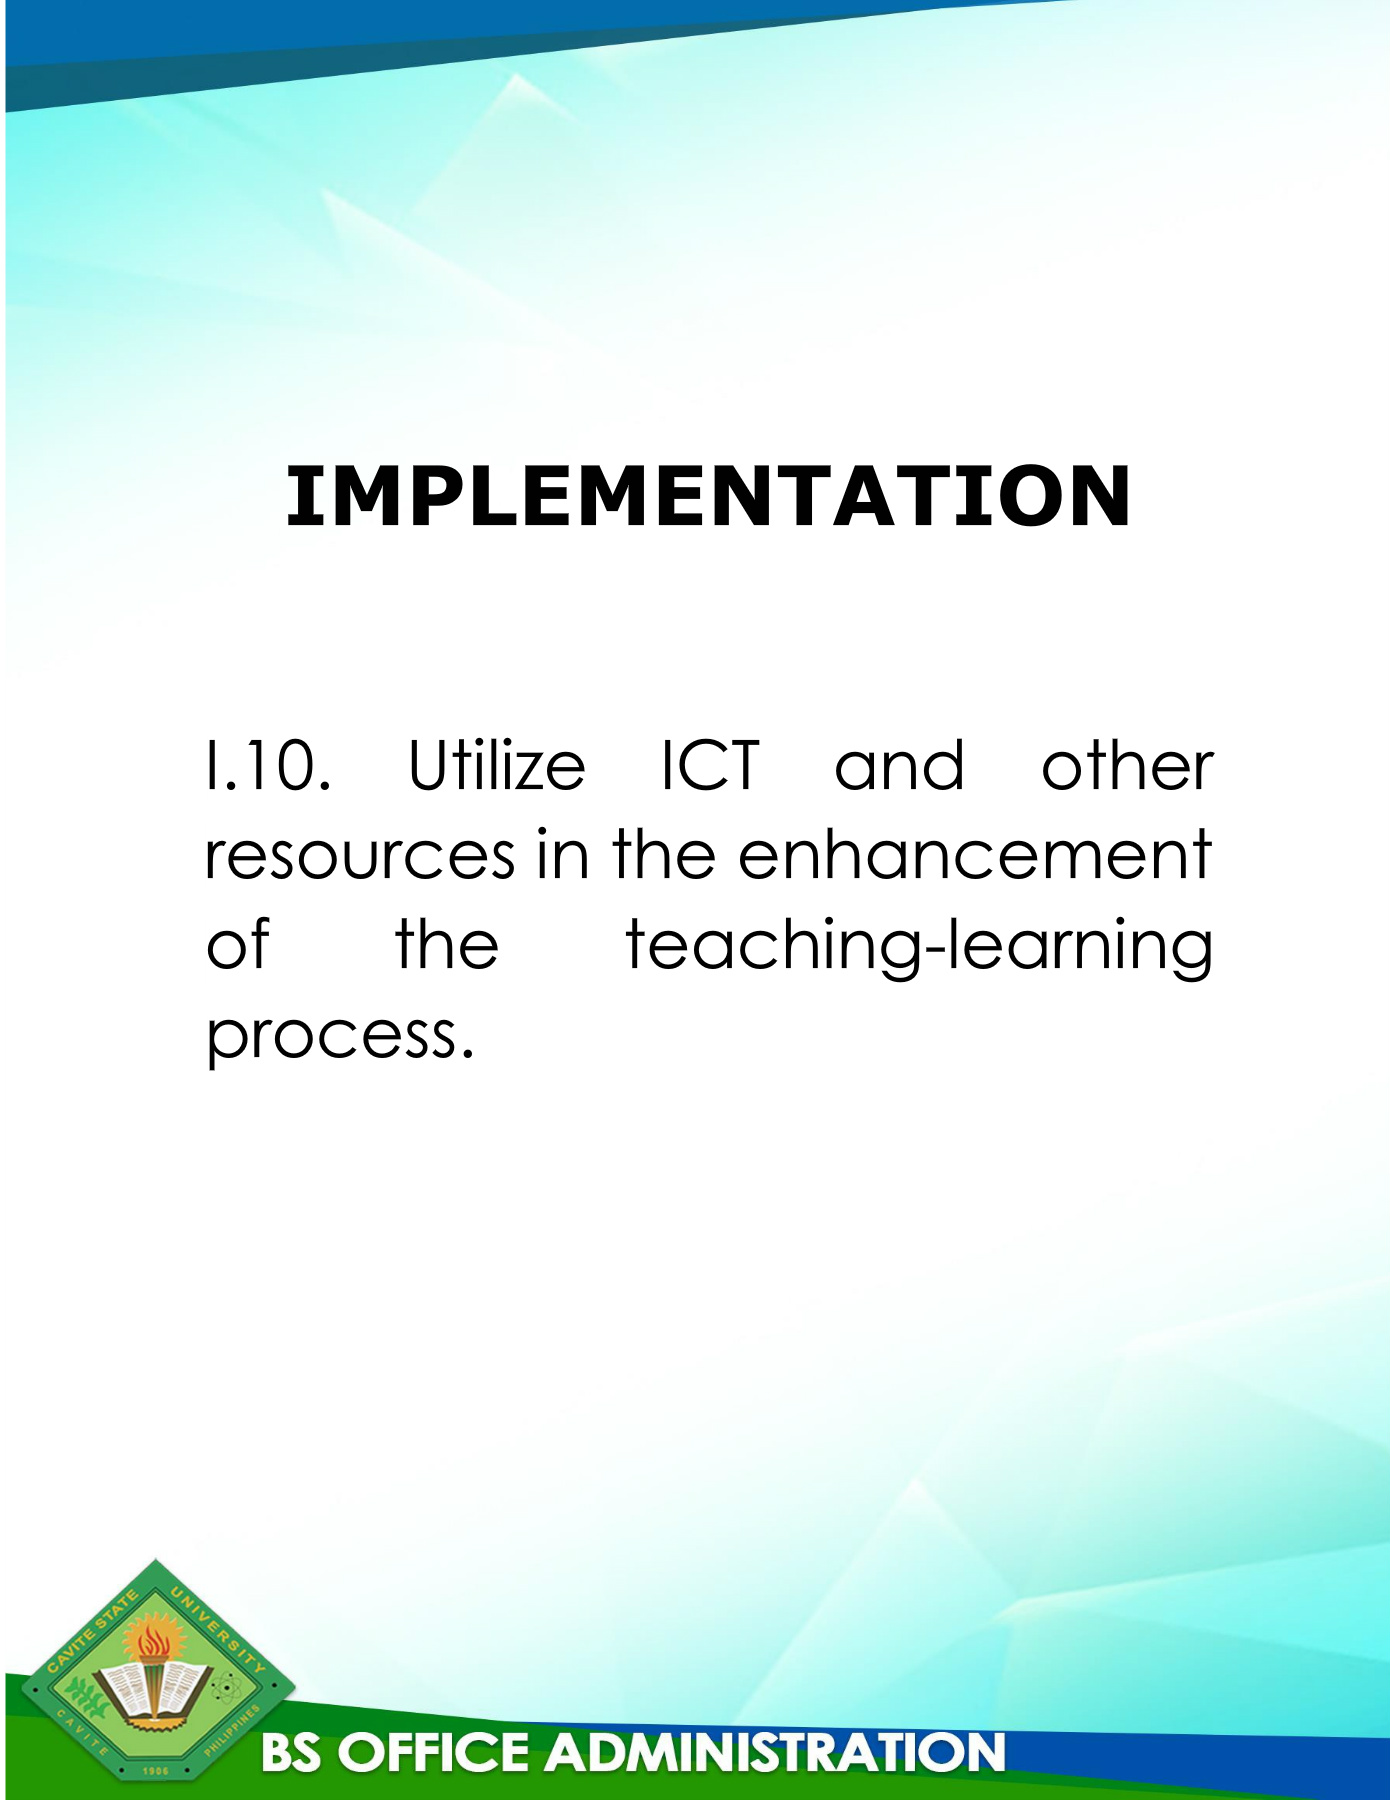 IMPLEMENTATION
I.10. Utilize ICT and other
resources in the enhancement
of the teaching-learning
process.
CAVITE STATE UNIVERSITY
CAVITE PHILIPPINES
1906
BS OFFICE ADMINISTRATION